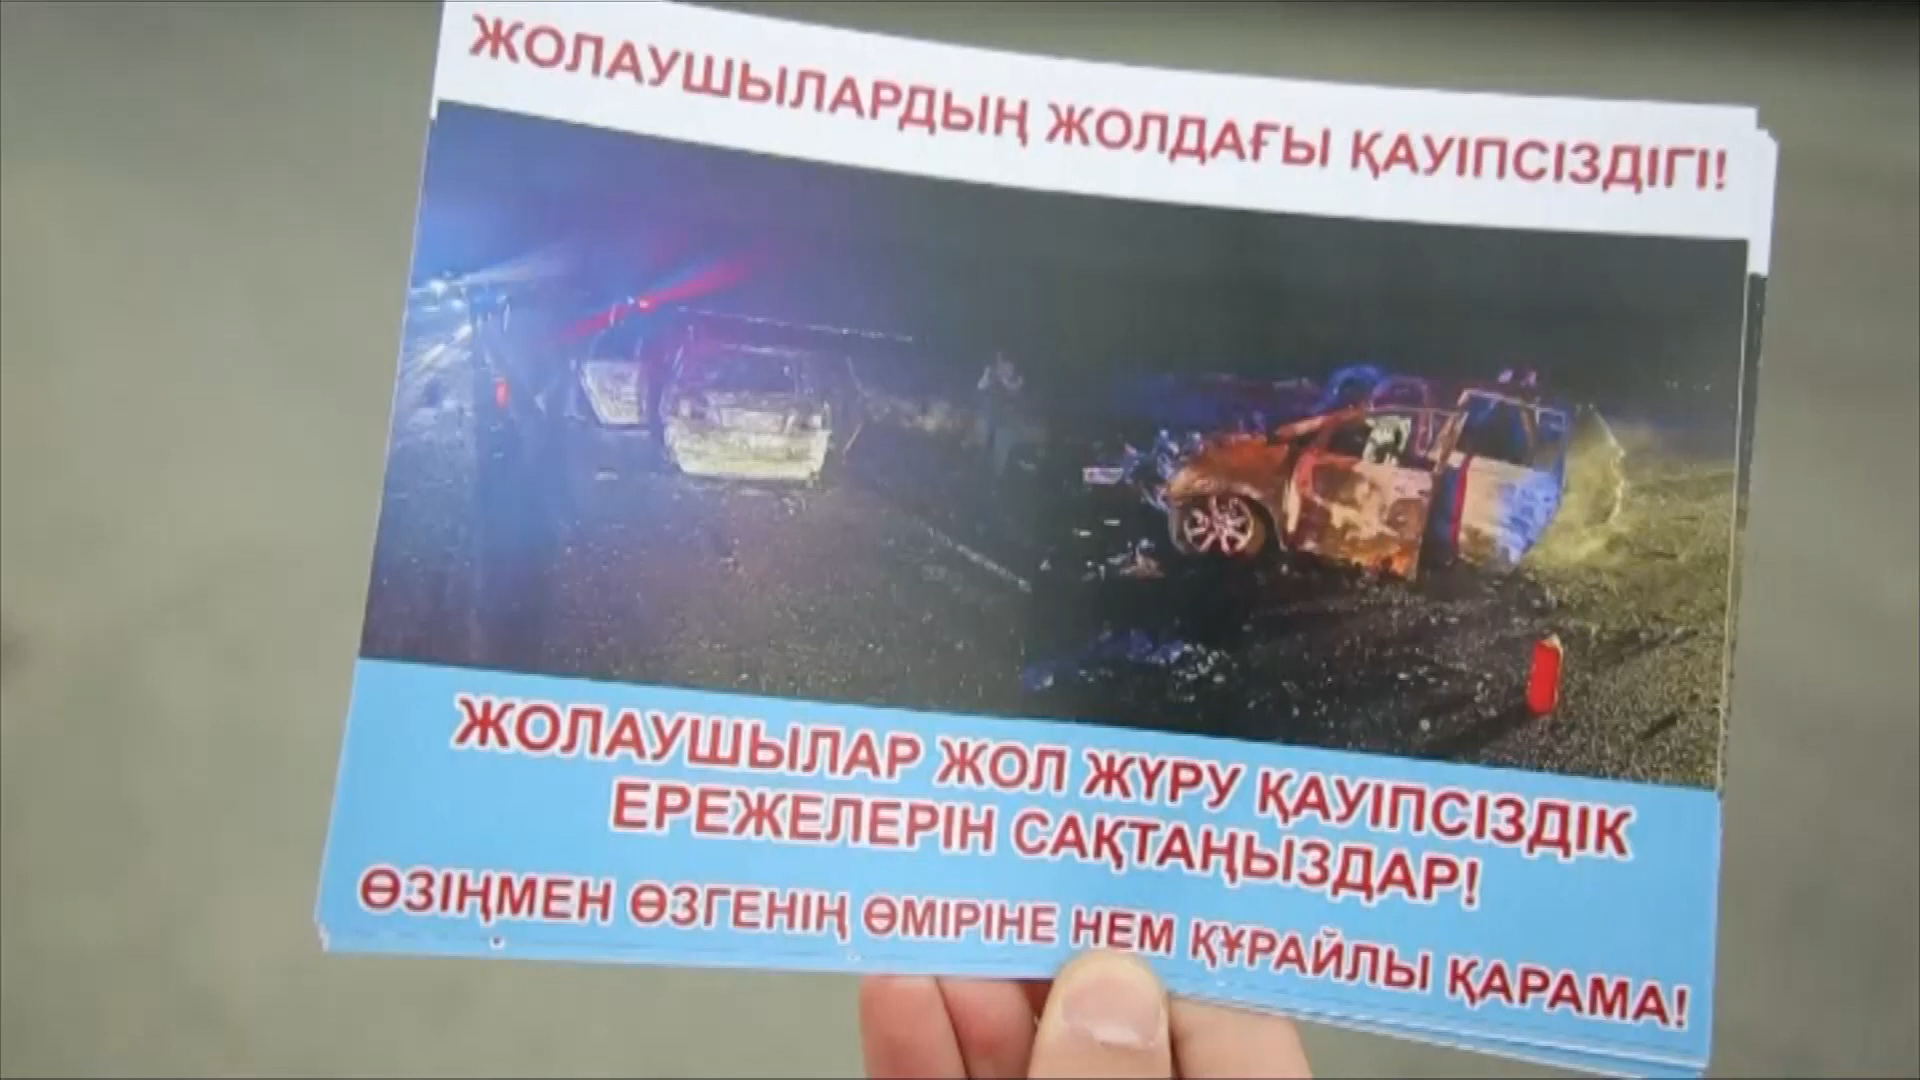 ЖОЛАУШЫЛАРДЫҢ ЖОЛДАҒЫ ҚАУІПСІЗДІГІ!
ЖОЛАУШЫЛАР ЖОЛ ЖҮРУ ҚАУІПСІЗДІК
ЕРЕЖЕЛЕРІН САҚТАҢЫЗДАР!
ӨЗІҢМЕН ӨЗГЕНІҢ ӨМІРІНЕ НЕМ ҚҰРАЙЛЫ ҚАРАМА!